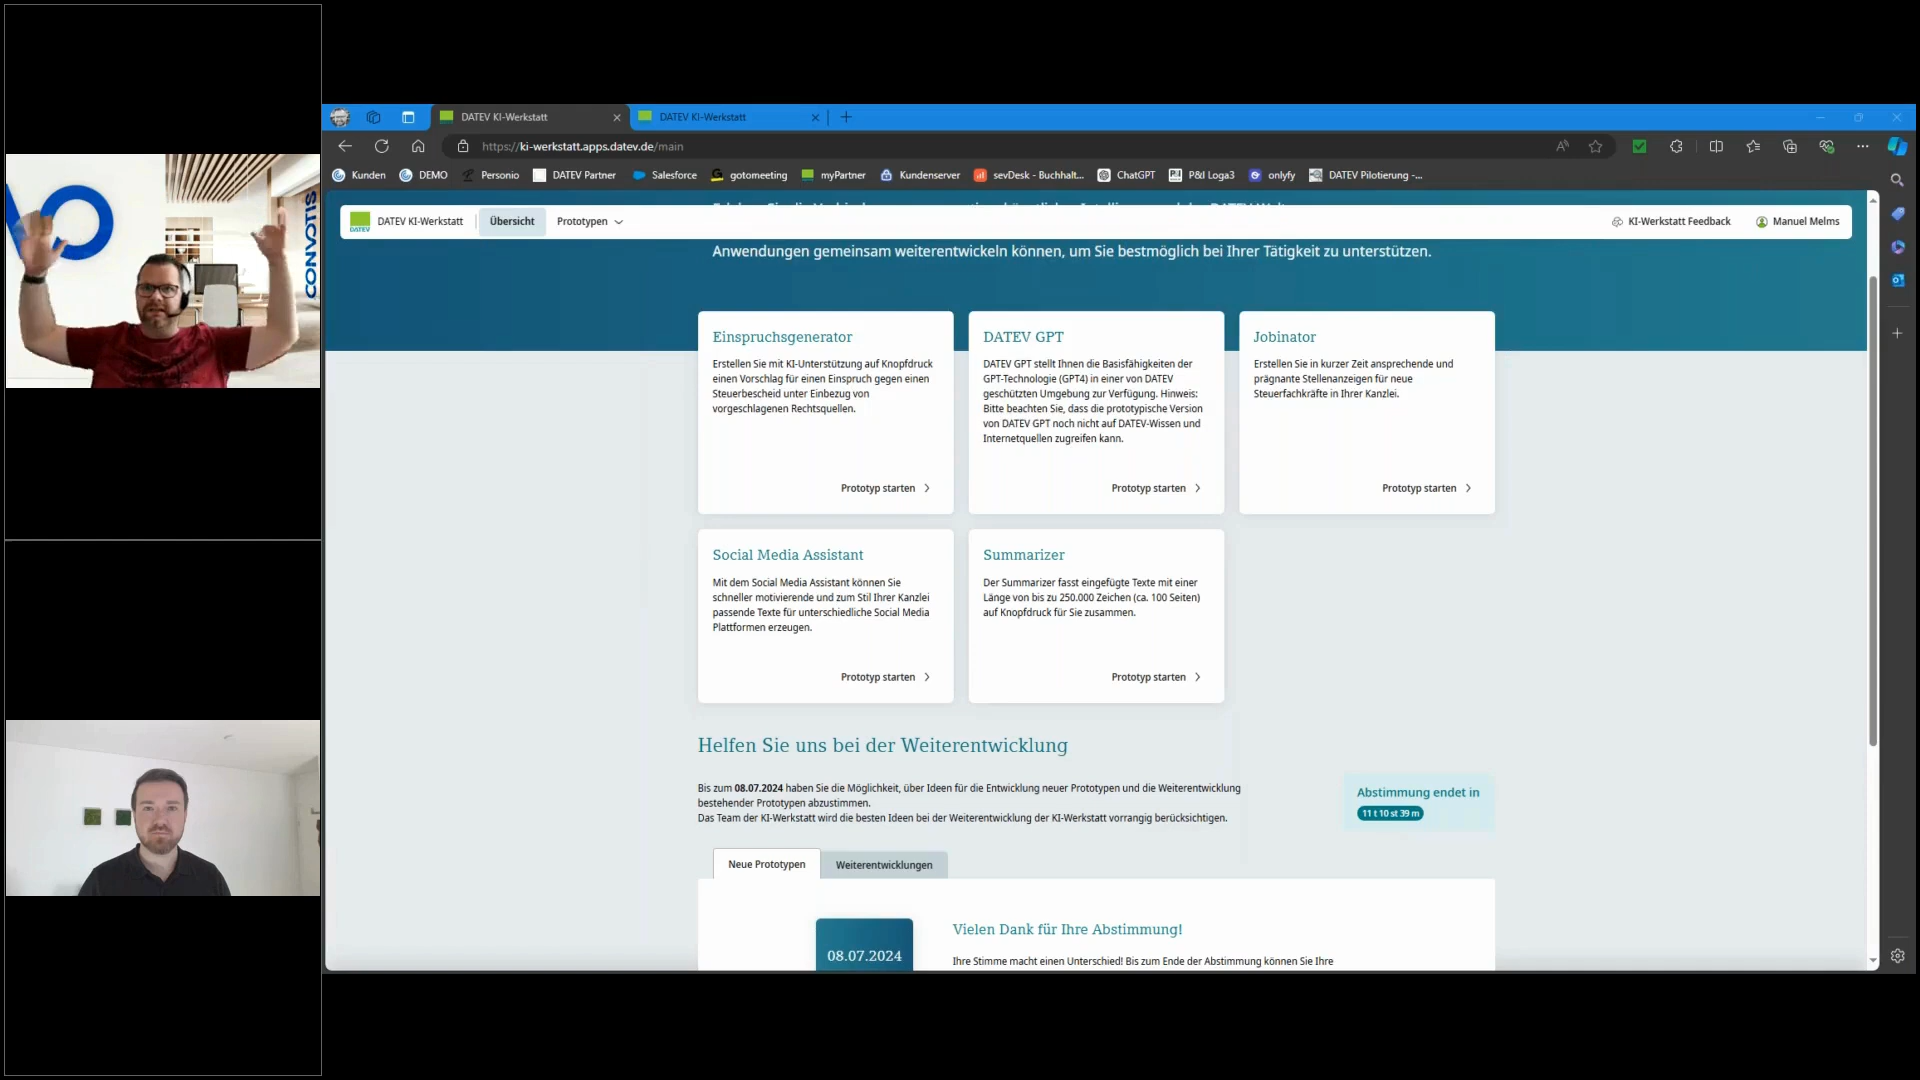 CONVOTIS
DATEV KI-Werkstatt
DATEV KI-Werkstatt
https://ki-werkstatt.apps.datev.de/main
Kunden
DEMO
Personio
DATEV Partner
Salesforce
gotomeeting
myPartner
Kundenserver
sevDesk - Buchhalt...
ChatGPT
P&I Loga3
onlyfy
DATEV Pilotierung -...
DATEV
DATEV KI-Werkstatt
Übersicht
Prototypen
KI-Werkstatt Feedback
Manuel Melms
Anwendungen gemeinsam weiterentwickeln können, um Sie bestmöglich bei Ihrer Tätigkeit zu unterstützen.
Einspruchsgenerator
Erstellen Sie mit KI-Unterstützung auf Knopfdruck
einen Vorschlag für einen Einspruch gegen einen
Steuerbescheid unter Einbezug von
vorgeschlagenen Rechtsquellen.
Prototyp starten
DATEV GPT
DATEV GPT stellt Ihnen die Basisfähigkeiten der
GPT-Technologie (GPT4) in einer von DATEV
geschützten Umgebung zur Verfügung. Hinweis:
Bitte beachten Sie, dass die prototypische Version
von DATEV GPT noch nicht auf DATEV-Wissen und
Internetquellen zugreifen kann.
Prototyp starten
Jobinator
Erstellen Sie in kurzer Zeit ansprechende und
prägnante Stellenanzeigen für neue
Steuerfachkräfte in Ihrer Kanzlei.
Prototyp starten
Social Media Assistant
Mit dem Social Media Assistant können Sie
schneller motivierende und zum Stil Ihrer Kanzlei
passende Texte für unterschiedliche Social Media
Plattformen erzeugen.
Prototyp starten
Summarizer
Der Summarizer fasst eingefügte Texte mit einer
Länge von bis zu 250.000 Zeichen (ca. 100 Seiten)
auf Knopfdruck für Sie zusammen.
Prototyp starten
Helfen Sie uns bei der Weiterentwicklung
Bis zum 08.07.2024 haben Sie die Möglichkeit, über Ideen für die Entwicklung neuer Prototypen und die Weiterentwicklung
bestehender Prototypen abzustimmen.
Das Team der KI-Werkstatt wird die besten Ideen bei der Weiterentwicklung der KI-Werkstatt vorrangig berücksichtigen.
Abstimmung endet in
11 t 10 st 39 m
Neue Prototypen
Weiterentwicklungen
08.07.2024
Vielen Dank für Ihre Abstimmung!
Ihre Stimme macht einen Unterschied! Bis zum Ende der Abstimmung können Sie Ihre